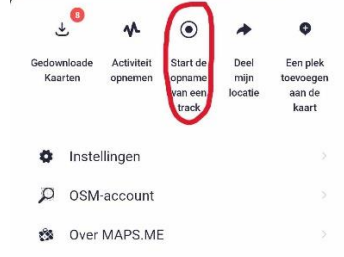 8
Gedownloade Kaarten
Activiteit opnemen
Start de opname van een track
Deel mijn locatie
Een plek toevoegen aan de kaart
Instellingen
OSM-account
Over MAPS.ME